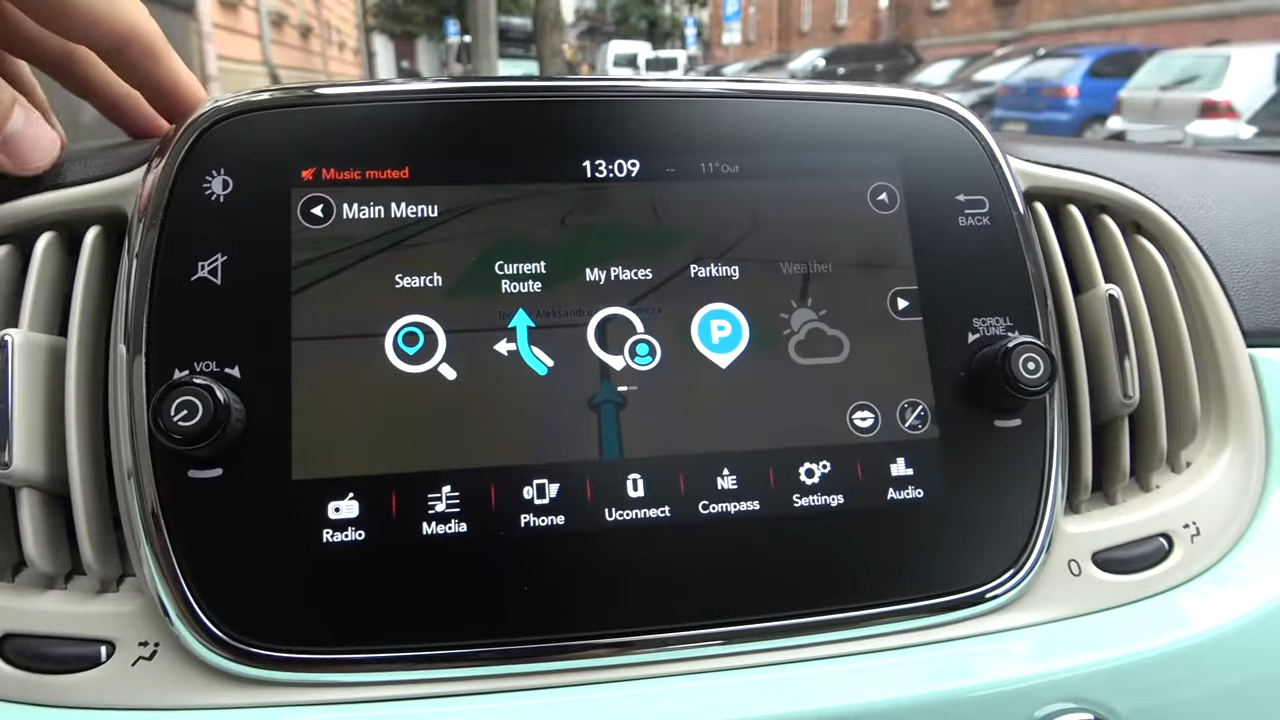 Music muted
13:09
--
11° Out
Main Menu
BACK
Search
Current
Route
My Places
Parking
Weather
P
SCROLL
TUNE
VOL
Radio
Media
Phone
Uconnect
NE
Compass
Settings
Audio
0